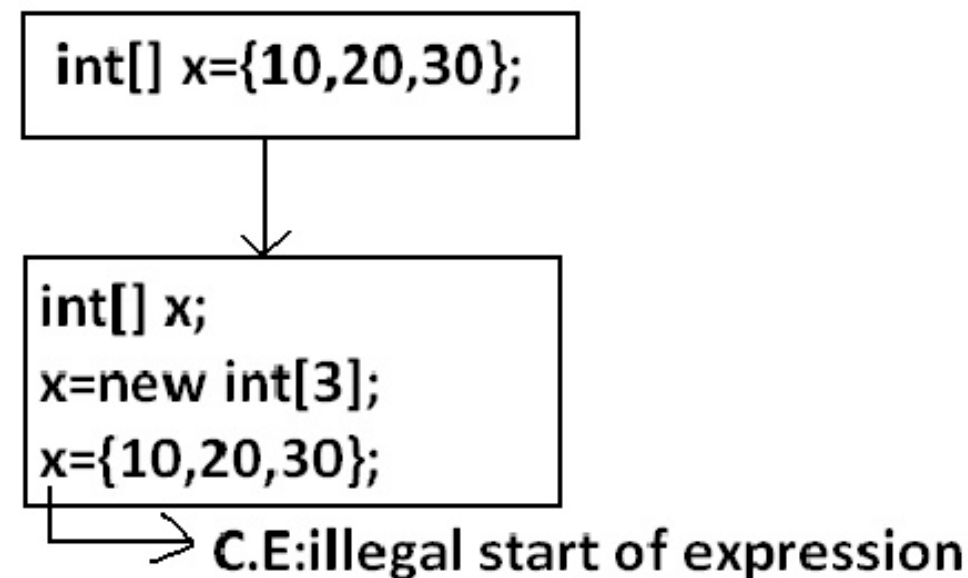 int[] x={10,20,30};
int[] x;
x=new int[3];
x={10,20,30};
C.E:illegal start of expression